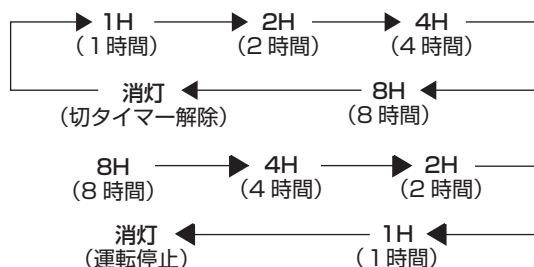 1H 2H 4H
（1時間） （2時間） （4時間）
消灯 8H
（切タイマー解除） （8時間）
8H 4H 2H
（8時間） （4時間） （2時間）
消灯 1H
（運転停止） （1時間）